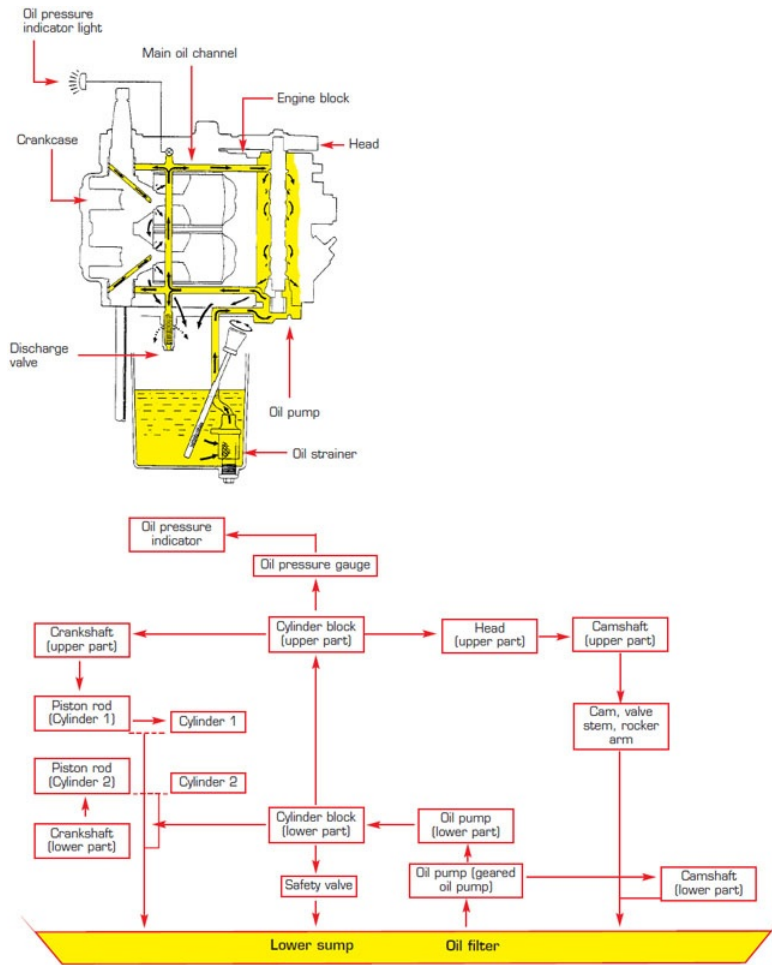 Oil pressure
indicator light
Main oil channel
Engine block
Crankcase
Head
Discharge
valve
Oil pump
Oil strainer
Oil pressure
indicator
Oil pressure gauge
Crankshaft
(upper part)
Cylinder block
(upper part)
Head
(upper part)
Camshaft
(upper part)
Piston rod
(Cylinder 1)
Cylinder 1
Cam, valve
stem, rocker
arm
Piston rod
(Cylinder 2)
Cylinder 2
Crankshaft
(lower part)
Cylinder block
(lower part)
Oil pump
(lower part)
Safety valve
Oil pump (geared
oil pump)
Camshaft
(lower part)
Lower sump
Oil filter